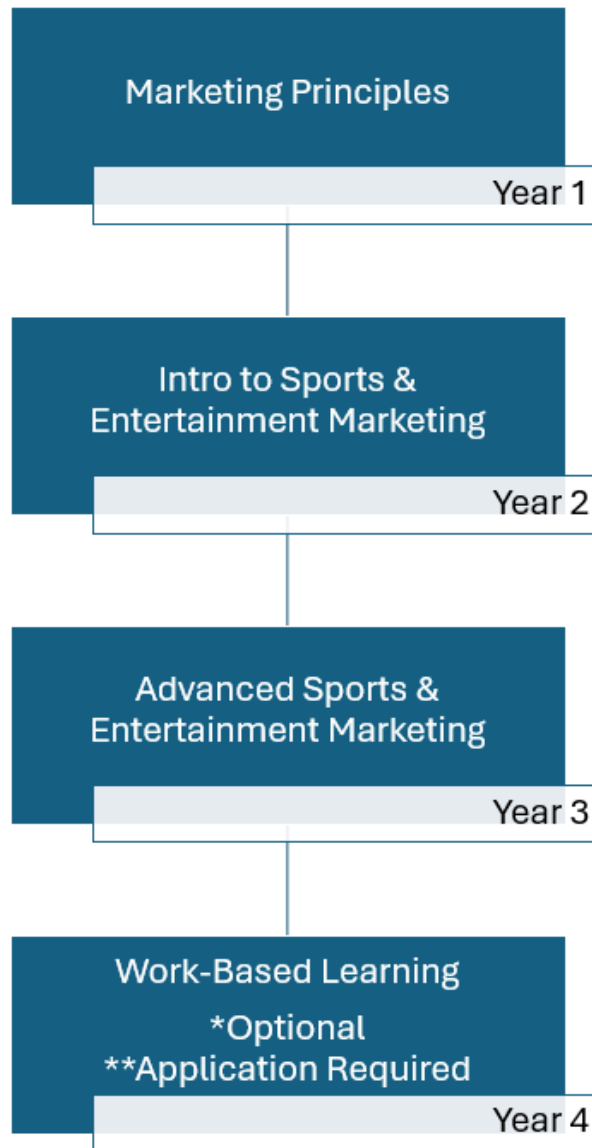 Marketing Principles
Year 1
Intro to Sports &
Entertainment Marketing
Year 2
Advanced Sports &
Entertainment Marketing
Year 3
Work-Based Learning
*Optional
**Application Required
Year 4